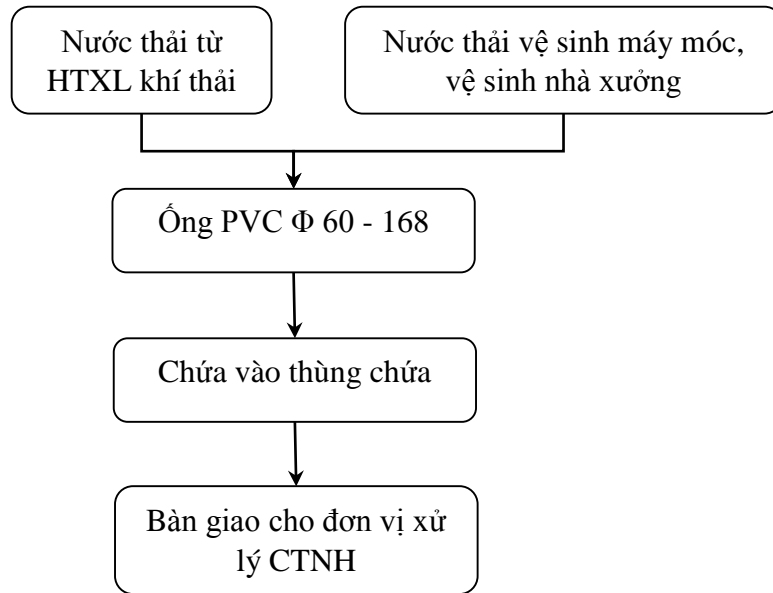 Nước thải từ
HTXL khí thải
Nước thải vệ sinh máy móc,
vệ sinh nhà xưởng
Ống PVC Φ 60 - 168
Chứa vào thùng chứa
Bàn giao cho đơn vị xử
lý CTNH